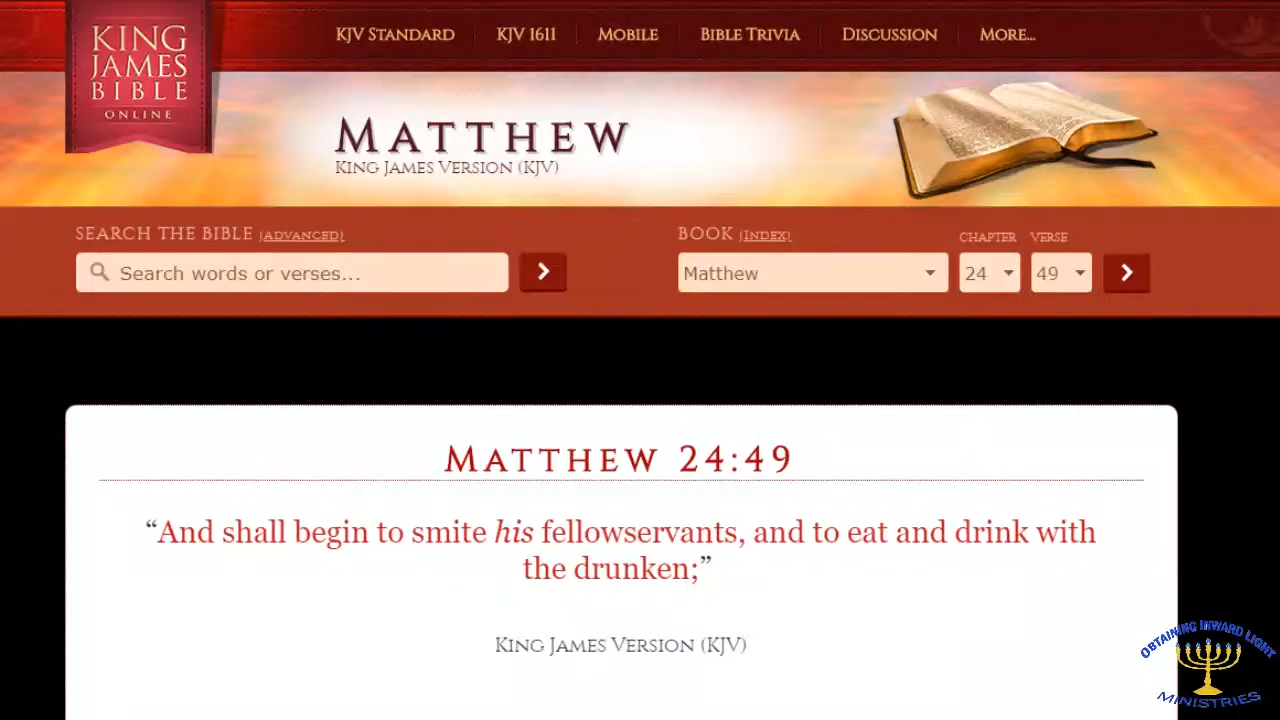 KING
JAMES
BIBLE
ONLINE
KJV STANDARD
KJV 1611
MOBILE
BIBLE TRIVIA
DISCUSSION
MORE...
MATTHEW
KING JAMES VERSION (KJV)
SEARCH THE BIBLE (ADVANCED)
Search words or verses...
BOOK (INDEX)
CHAPTER
VERSE
Matthew
24
49
MATTHEW 24:49
“And shall begin to smite his fellowservants, and to eat and drink with
the drunken;”
KING JAMES VERSION (KJV)
OBTAINING INWARD LIGHT
MINISTRIES